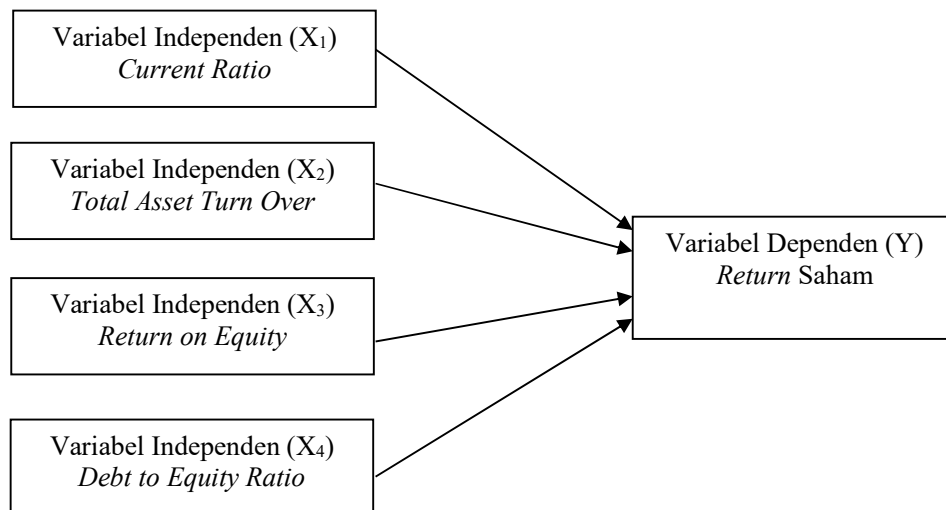 Variabel Independen (X₁)
Current Ratio
Variabel Independen (X₂)
Total Asset Turn Over
Variabel Dependen (Y)
Return Saham
Variabel Independen (X₃)
Return on Equity
Variabel Independen (X₄)
Debt to Equity Ratio